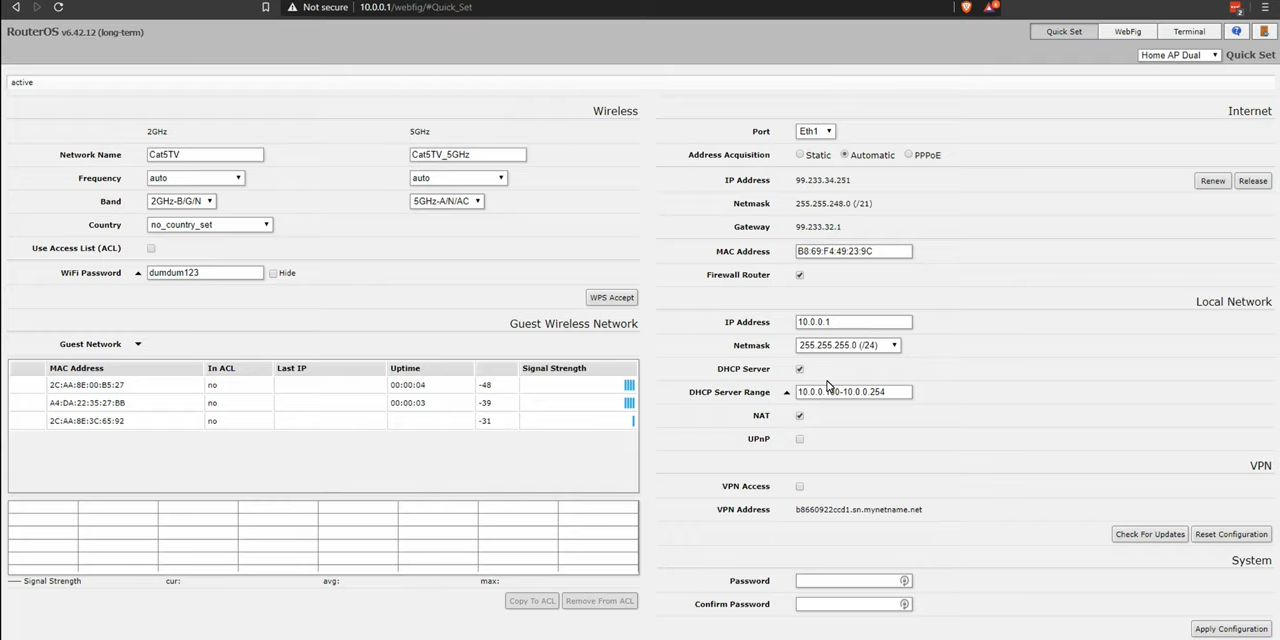 Not secure 10.0.0.1/webfig/#Quick_Set
2
RouterOS v6.42.12 (long-term)
Quick Set WebFig Terminal
Home AP Dual Quick Set
active
Wireless
2GHz 5GHz
Network Name Cat5TV Cat5TV_5GHz
Frequency auto auto
Band 2GHz-B/G/N 5GHz-A/N/AC
Country no_country_set
Use Access List (ACL)
WiFi Password dumdum123 Hide
WPS Accept
Guest Wireless Network
Guest Network
MAC Address In ACL Last IP Uptime Signal Strength
2C:AA:8E:00:B5:27 no 00:00:04 -48
A4:DA:22:35:27:BB no 00:00:03 -39
2C:AA:8E:3C:65:92 no -31
Signal Strength cur: avg: max:
Copy To ACL Remove From ACL
Internet
Port Eth1
Address Acquisition Static Automatic PPPoE
IP Address 99.233.34.251 Renew Release
Netmask 255.255.248.0 (/21)
Gateway 99.233.32.1
MAC Address B8:69:F4:49:23:9C
Firewall Router
Local Network
IP Address 10.0.0.1
Netmask 255.255.255.0 (/24)
DHCP Server
DHCP Server Range 10.0.0.100-10.0.0.254
NAT
UPnP
VPN
VPN Access
VPN Address b8660922ccd1.sn.mynetname.net
Check For Updates Reset Configuration
System
Password
Confirm Password
Apply Configuration